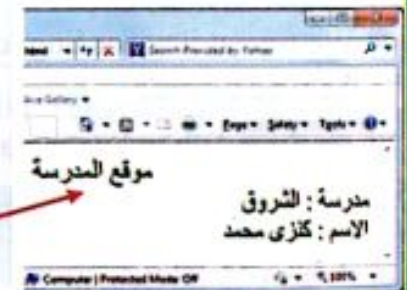 Search Provided by Yahoo
Page Safety Tools
موقع المدرسة
مدرسة : الشروق
الاسم : كنزى محمد
Computer | Protected Mode: Off
100%